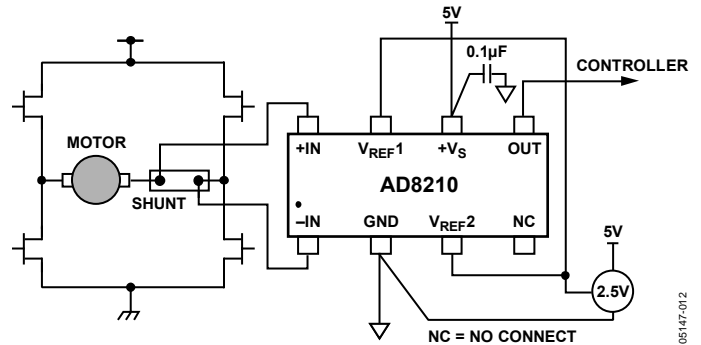 5V
0.1µF
CONTROLLER
MOTOR
SHUNT
+IN VREF1 +VS OUT
AD8210
–IN GND VREF2 NC
5V
2.5V
NC = NO CONNECT
05147-012